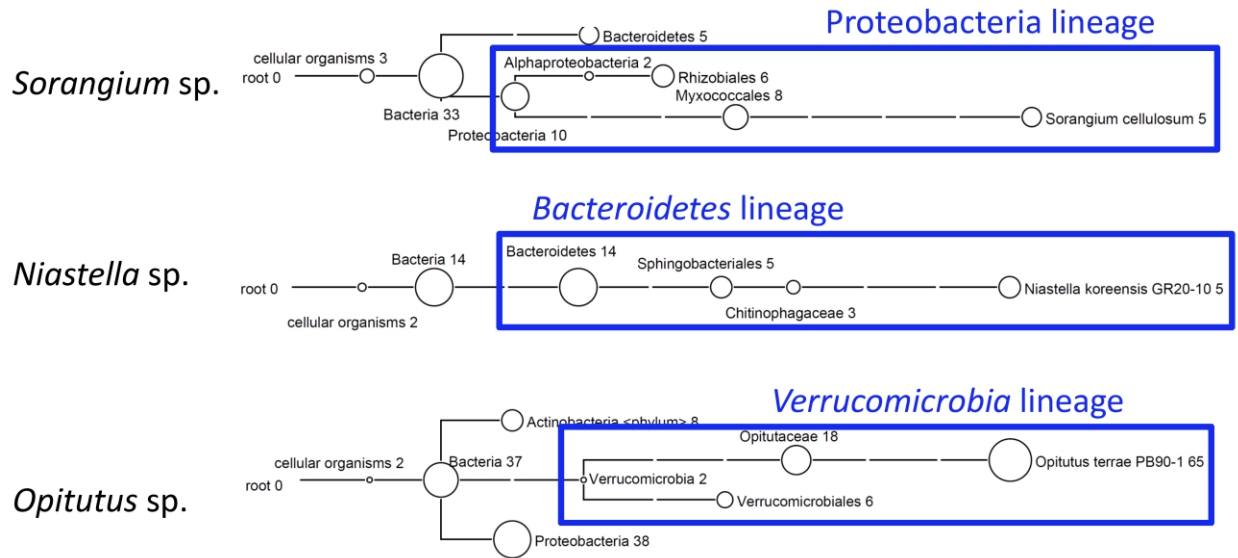 Proteobacteria lineage
Bacteroidetes 5
cellular organisms 3
Alphaproteobacteria 2
root 0
Rhizobiales 6
Sorangium sp.
Myxococcales 8
Bacteria 33
Sorangium cellulosum 5
Proteobacteria 10
Bacteroidetes lineage
Bacteroidetes 14
Bacteria 14
Sphingobacteriales 5
Niastella sp.
root 0
Niastella koreensis GR20-10 5
cellular organisms 2
Chitinophagaceae 3
Verrucomicrobia lineage
Actinobacteria <phylum> 8
Opitutaceae 18
cellular organisms 2
Bacteria 37
Opitutus terrae PB90-1 65
root 0
Verrucomicrobia 2
Opitutus sp.
Verrucomicrobiales 6
Proteobacteria 38